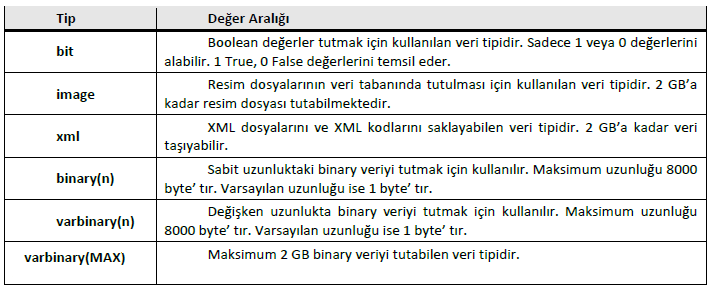 Tip Değer Aralığı
bit Boolean değerler tutmak için kullanılan veri tipidir. Sadece 1 veya 0 değerlerini
alabilir. 1 True, 0 False değerlerini temsil eder.
image Resim dosyalarının veri tabanında tutulması için kullanılan veri tipidir. 2 GB’a
kadar resim dosyası tutabilmektedir.
xml XML dosyalarını ve XML kodlarını saklayabilen veri tipidir. 2 GB’a kadar veri
taşıyabilir.
binary(n) Sabit uzunluktaki binary veriyi tutmak için kullanılır. Maksimum uzunluğu 8000
byte’ tır. Varsayılan uzunluğu ise 1 byte’ tır.
varbinary(n) Değişken uzunlukta binary veriyi tutmak için kullanılır. Maksimum uzunluğu
8000 byte’ tır. Varsayılan uzunluğu ise 1 byte’ tır.
varbinary(MAX) Maksimum 2 GB binary veriyi tutabilen veri tipidir.